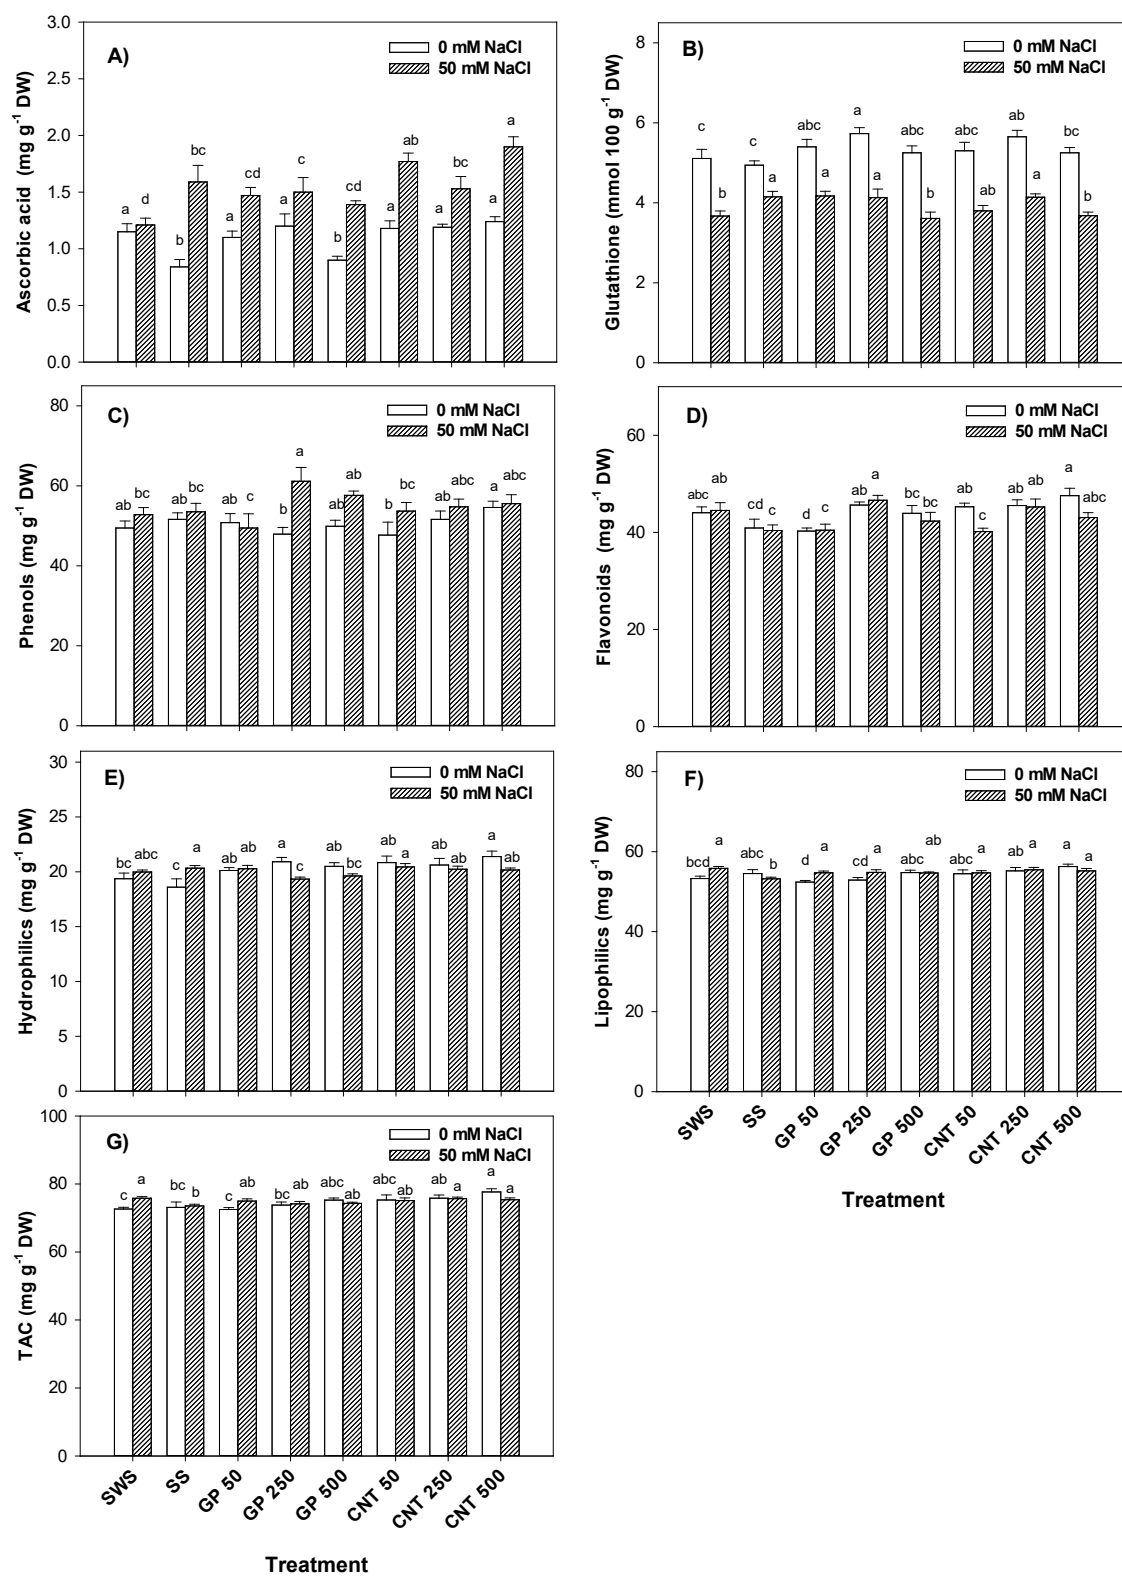 A)
0 mM NaCl
50 mM NaCl
Ascorbic acid (mg g-1 DW)
3.0
2.5
2.0
1.5
1.0
0.5
0.0
a d b bc a cd a c b cd a ab a bc a a
B)
0 mM NaCl
50 mM NaCl
Glutathione (mmol 100 g-1 DW)
8
6
4
2
0
c b c a abc a a a abc b abc ab ab a bc b
C)
0 mM NaCl
50 mM NaCl
Phenols (mg g-1 DW)
80
60
40
20
0
ab bc ab bc ab c b a ab ab b bc ab abc a abc
D)
0 mM NaCl
50 mM NaCl
Flavonoids (mg g-1 DW)
60
40
20
0
abc ab cd c d c ab a bc bc ab c ab ab a abc
E)
0 mM NaCl
50 mM NaCl
Hydrophilics (mg g-1 DW)
30
25
20
15
10
5
0
bc abc c a ab ab a c ab bc ab a ab ab a ab
F)
0 mM NaCl
50 mM NaCl
Lipophilics (mg g-1 DW)
80
60
40
20
0
bcd a abc b d a cd a abc ab abc a ab a a a
SWS
SS
GP 50
GP 250
GP 500
CNT 50
CNT 250
CNT 500
Treatment
G)
0 mM NaCl
50 mM NaCl
TAC (mg g-1 DW)
100
80
60
40
20
0
c a bc b c ab bc ab abc ab abc ab ab a a a
SWS
SS
GP 50
GP 250
GP 500
CNT 50
CNT 250
CNT 500
Treatment